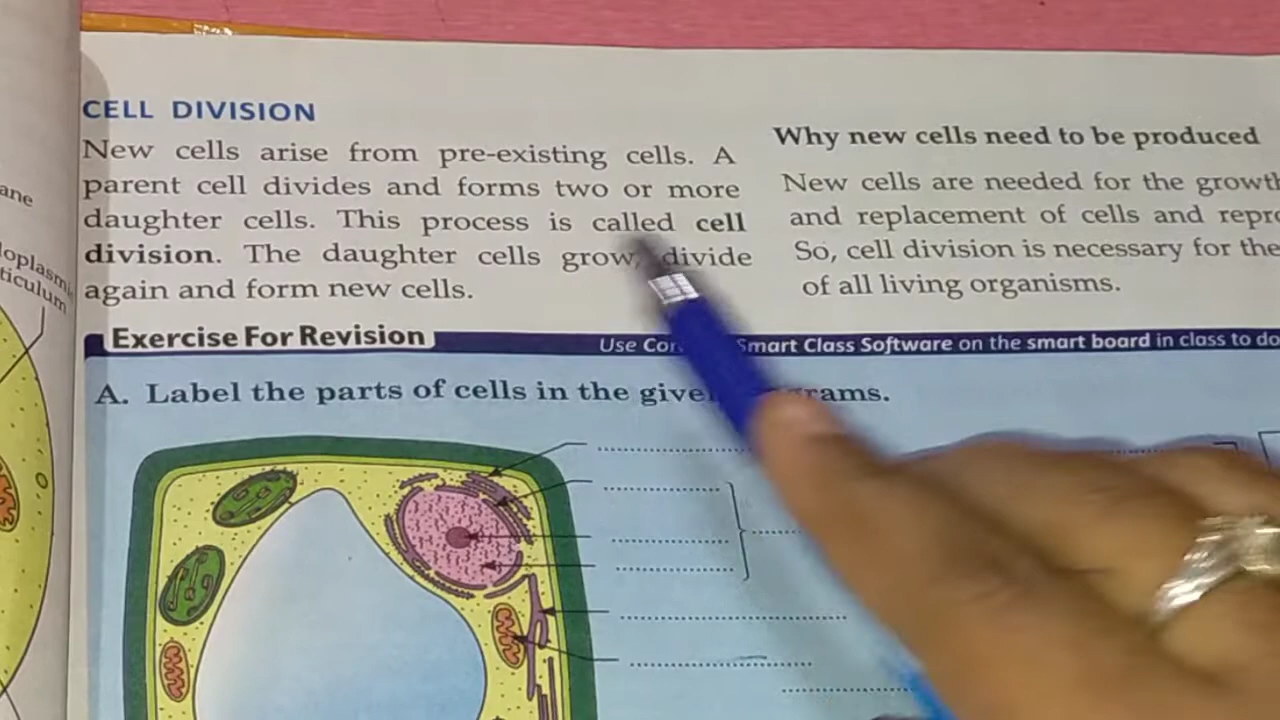 ane
ticulum
CELL DIVISION
New cells arise from pre-existing cells. A
parent cell divides and forms two or more
daughter cells. This process is called cell
division. The daughter cells grow, divide
again and form new cells.
Why new cells need to be produced
New cells are needed for the growth
and replacement of cells and repro
So, cell division is necessary for the
of all living organisms.
Exercise For Revision
Use Cor Smart Class Software on the smart board in class to do
A. Label the parts of cells in the give grams.